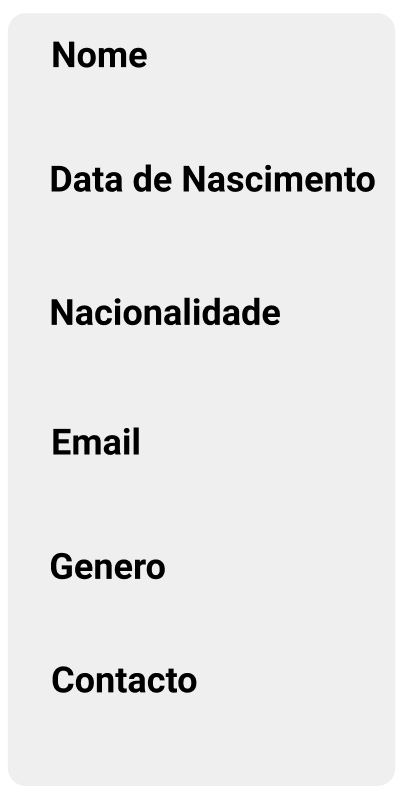 Nome
Data de Nascimento
Nacionalidade
Email
Genero
Contacto